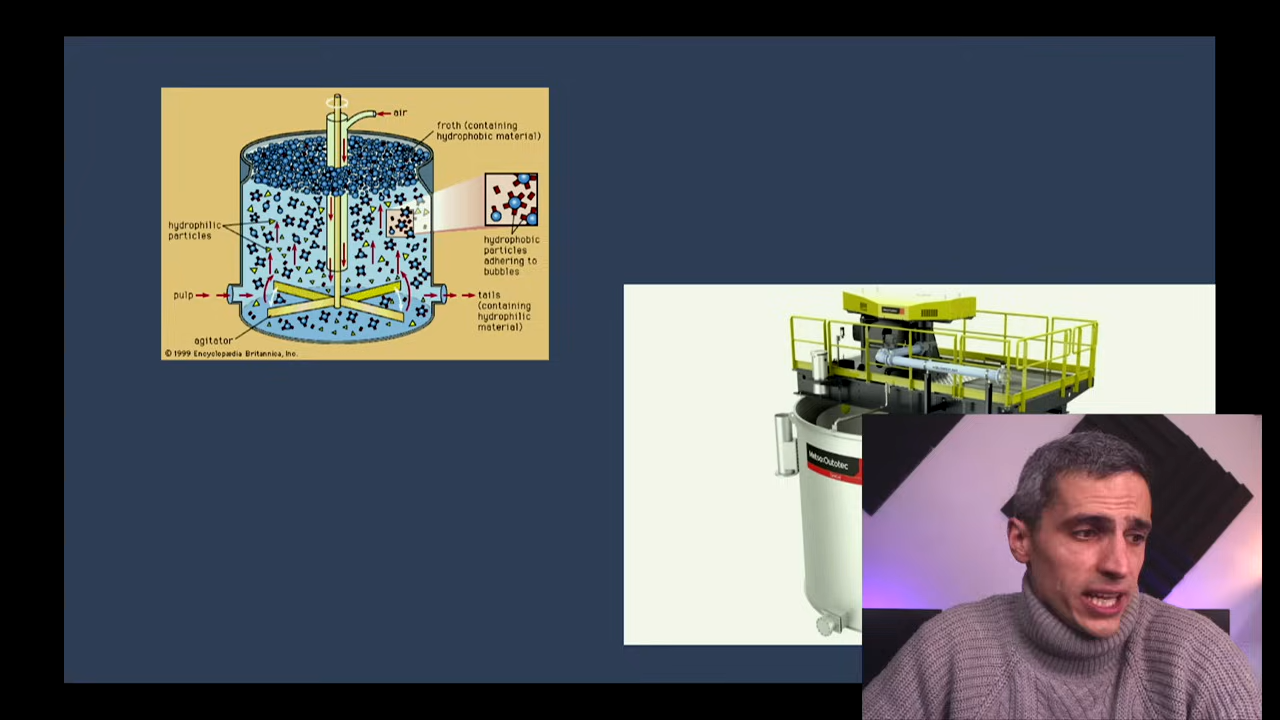 air
froth (containing
hydrophobic material)
hydrophilic
particles
hydrophobic
particles
adhering to
bubbles
pulp
tails
(containing
hydrophilic
material)
agitator
© 1999 Encyclopædia Britannica, Inc.
Metso:Outotec